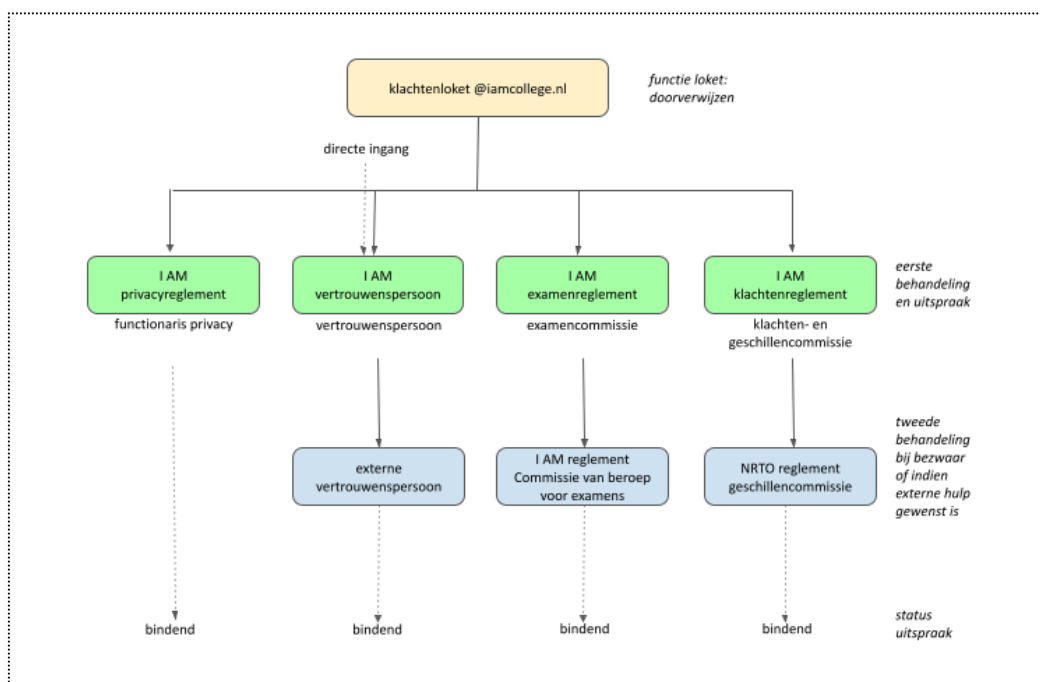 klachtenloket @iamcollege.nl
functie loket:
doorverwijzen
directe ingang
I AM
privacyreglement
functionaris privacy
I AM
vertrouwenspersoon
vertrouwenspersoon
I AM
examenreglement
examencommissie
I AM
klachtenreglement
klachten- en
geschillencommissie
eerste
behandeling
en uitspraak
externe
vertrouwenspersoon
I AM reglement
Commissie van beroep
voor examens
NRTO reglement
geschillencommissie
tweede
behandeling
bij bezwaar
of indien
externe hulp
gewenst is
bindend
bindend
bindend
bindend
status
uitspraak